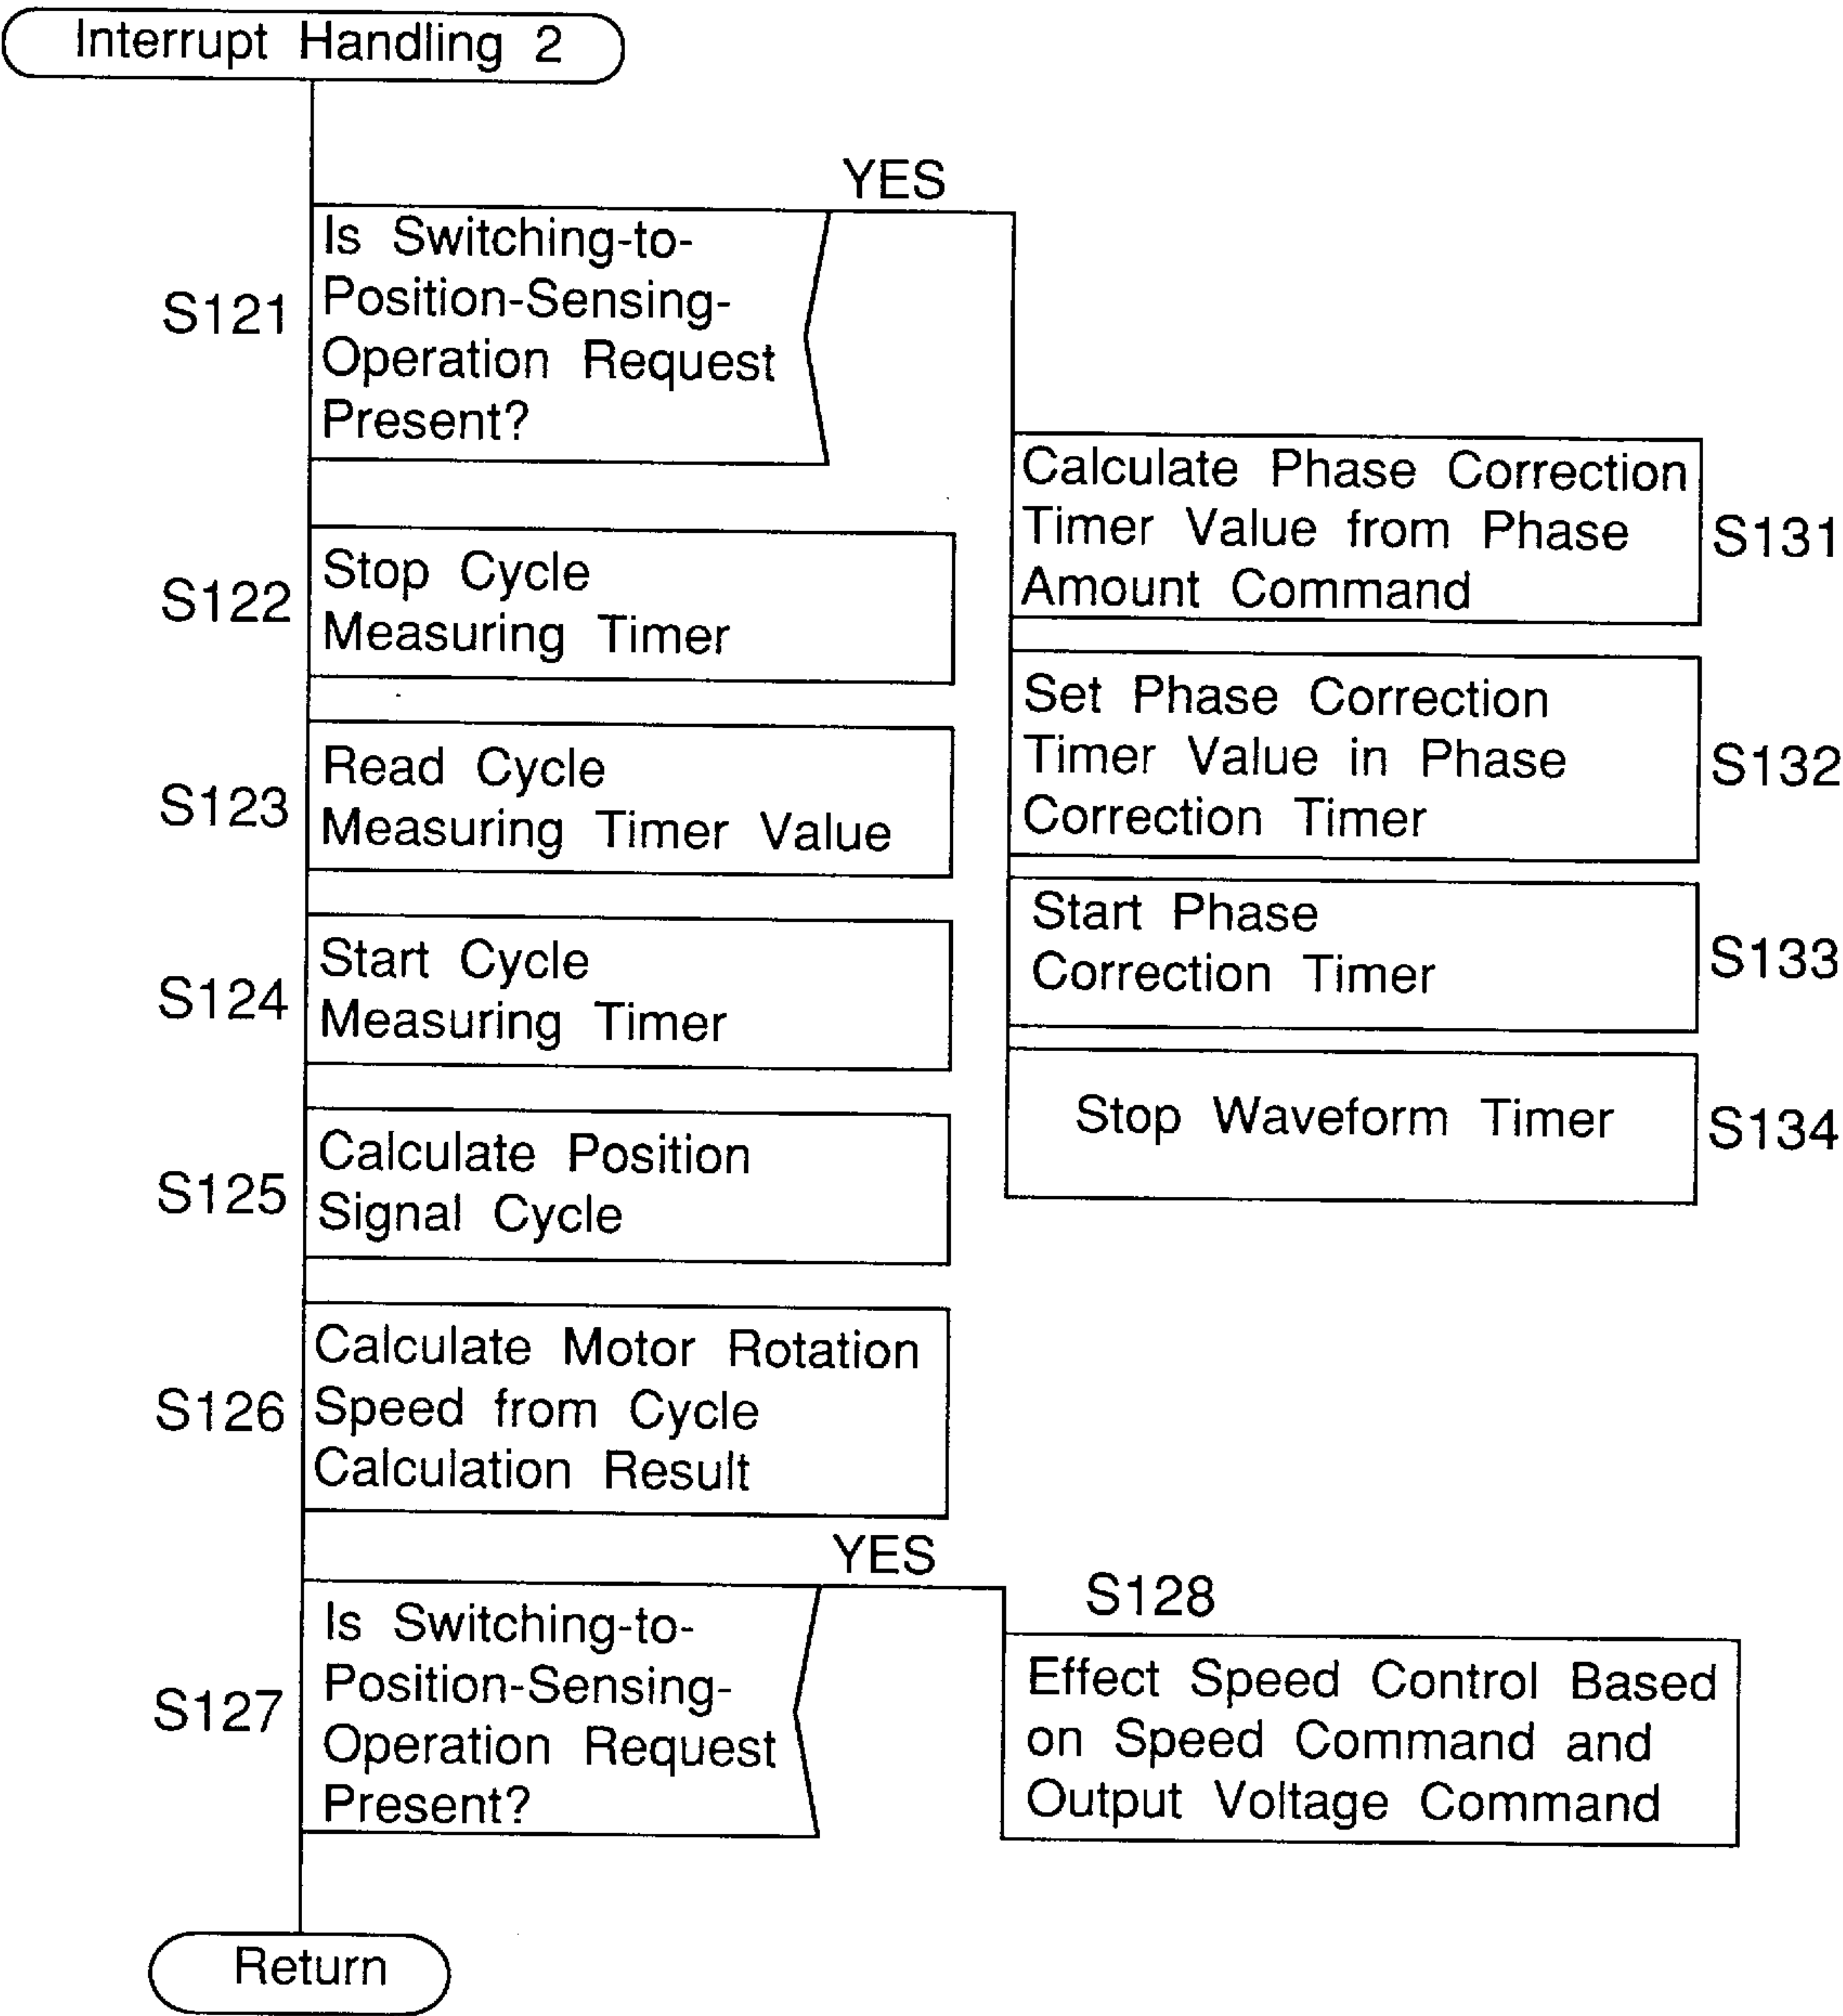 Interrupt Handling 2
YES
S121
Is Switching-to-
Position-Sensing-
Operation Request
Present?
Calculate Phase Correction
Timer Value from Phase
Amount Command
S131
S122
Stop Cycle
Measuring Timer
Set Phase Correction
Timer Value in Phase
Correction Timer
S132
S123
Read Cycle
Measuring Timer Value
Start Phase
Correction Timer
S133
S124
Start Cycle
Measuring Timer
Stop Waveform Timer
S134
S125
Calculate Position
Signal Cycle
S126
Calculate Motor Rotation
Speed from Cycle
Calculation Result
YES
S127
Is Switching-to-
Position-Sensing-
Operation Request
Present?
S128
Effect Speed Control Based
on Speed Command and
Output Voltage Command
Return